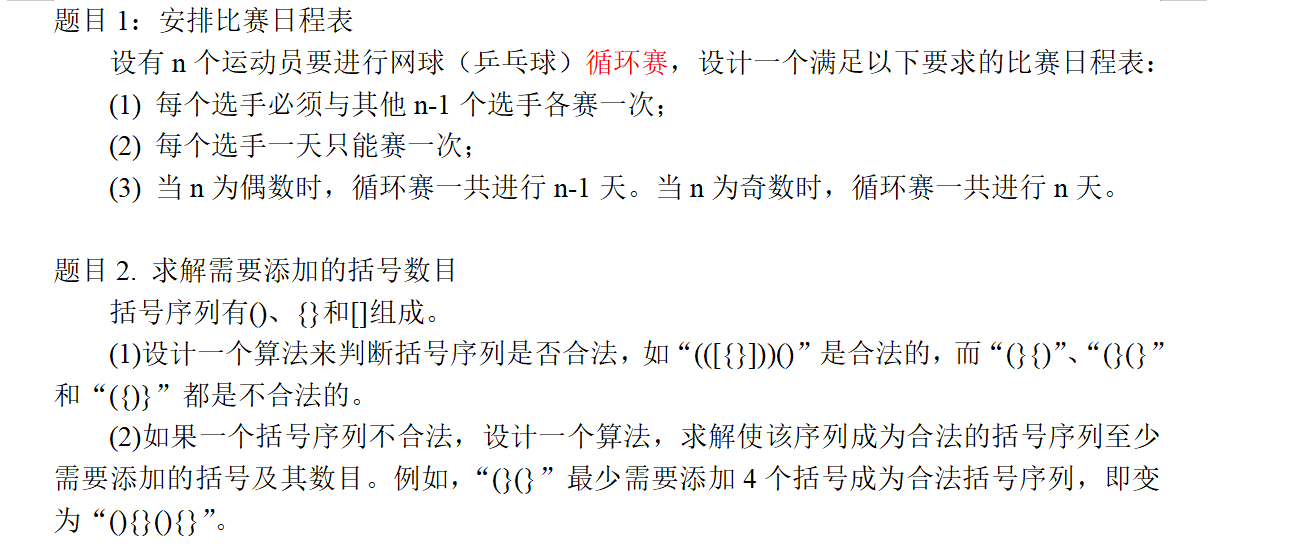 题目 1：安排比赛日程表
设有 n 个运动员要进行网球（乒乓球）循环赛，设计一个满足以下要求的比赛日程表：
(1) 每个选手必须与其他 n-1 个选手各赛一次；
(2) 每个选手一天只能赛一次；
(3) 当 n 为偶数时，循环赛一共进行 n-1 天。当 n 为奇数时，循环赛一共进行 n 天。
题目 2. 求解需要添加的括号数目
括号序列有()、{}和[]组成。
(1)设计一个算法来判断括号序列是否合法，如“(([{}]))()”是合法的，而“(}{)”、“(}(}”
和“({)}”都是不合法的。
(2)如果一个括号序列不合法，设计一个算法，求解使该序列成为合法的括号序列至少
需要添加的括号及其数目。例如，“(}(}”最少需要添加 4 个括号成为合法括号序列，即变
为“(){}(){}”。